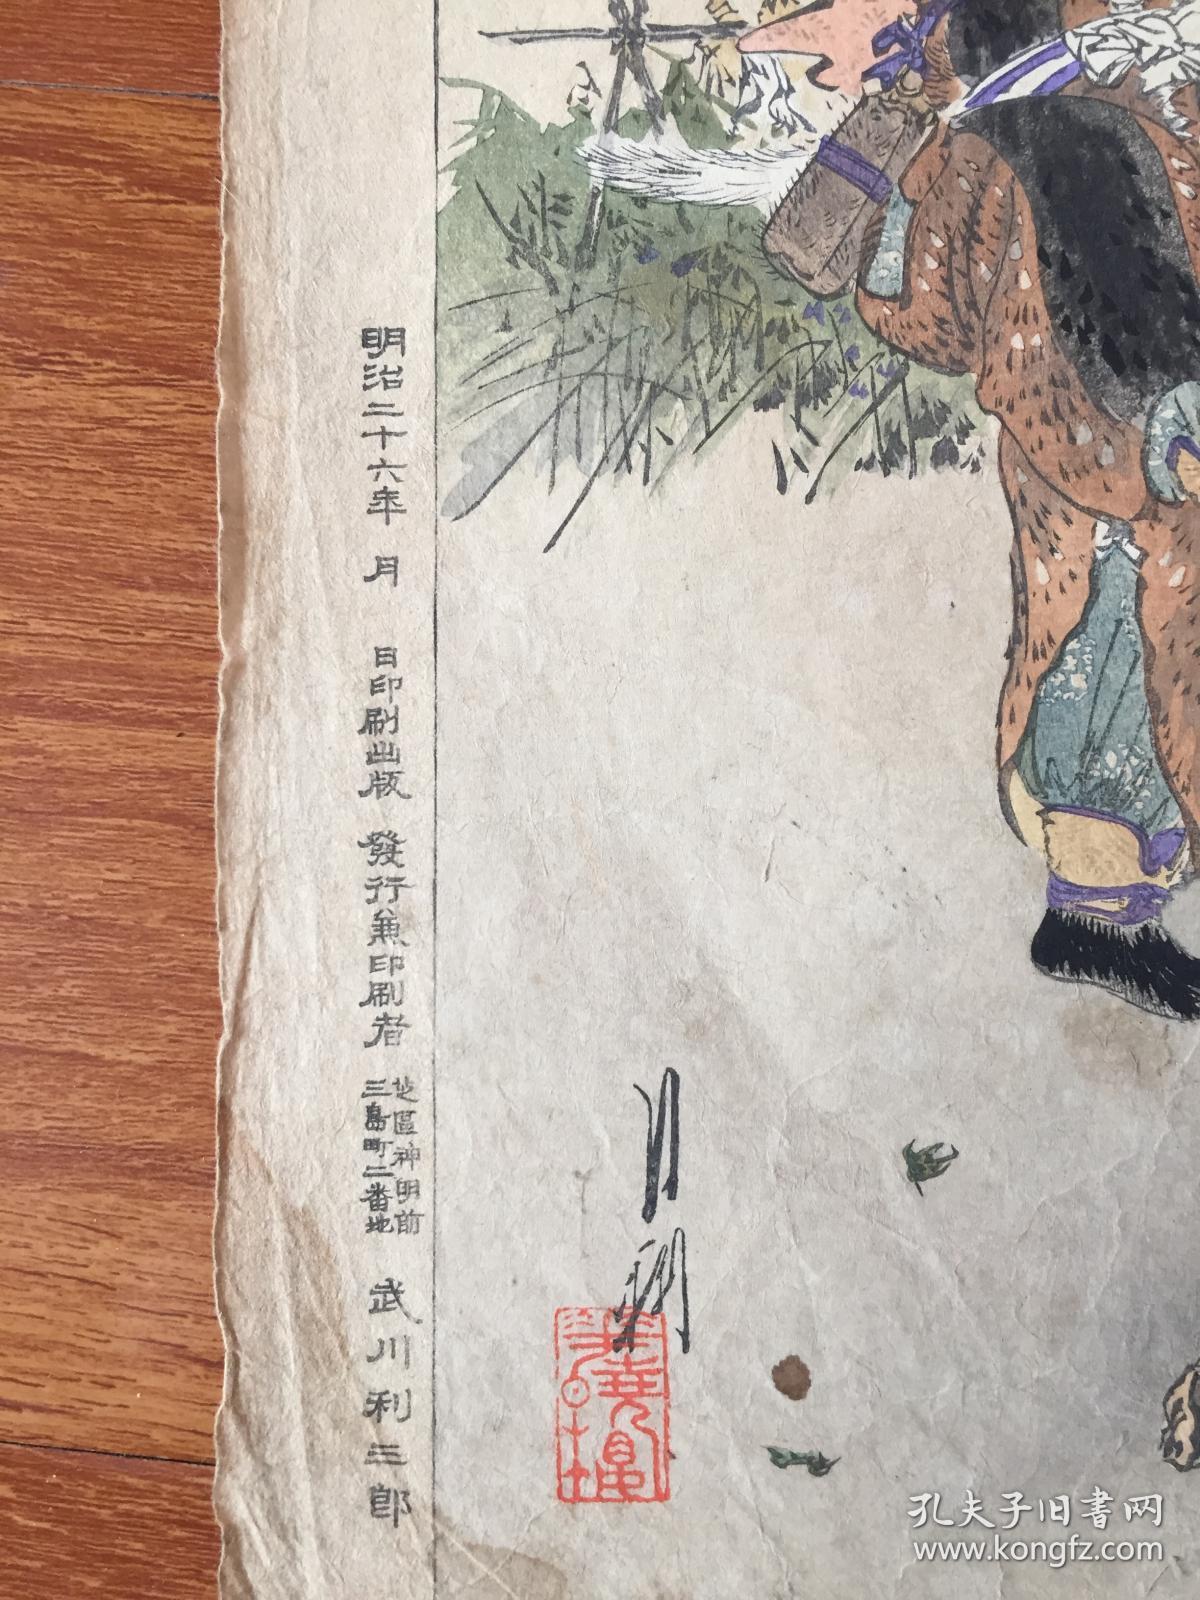 明治二十六年 月 日印刷出版 發行兼印刷者 芝區神明前三島町二番地 武川利三郎
月耕
孔夫子旧书网
www.kongfz.com